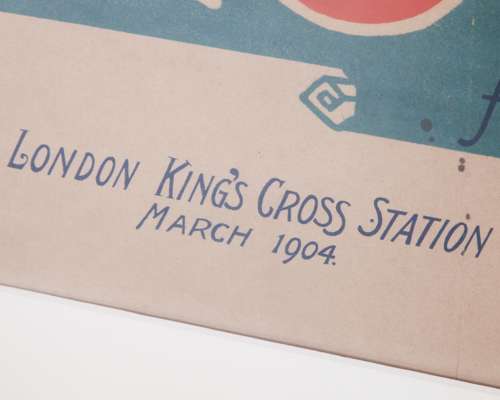 London King's Cross Station
March 1904.